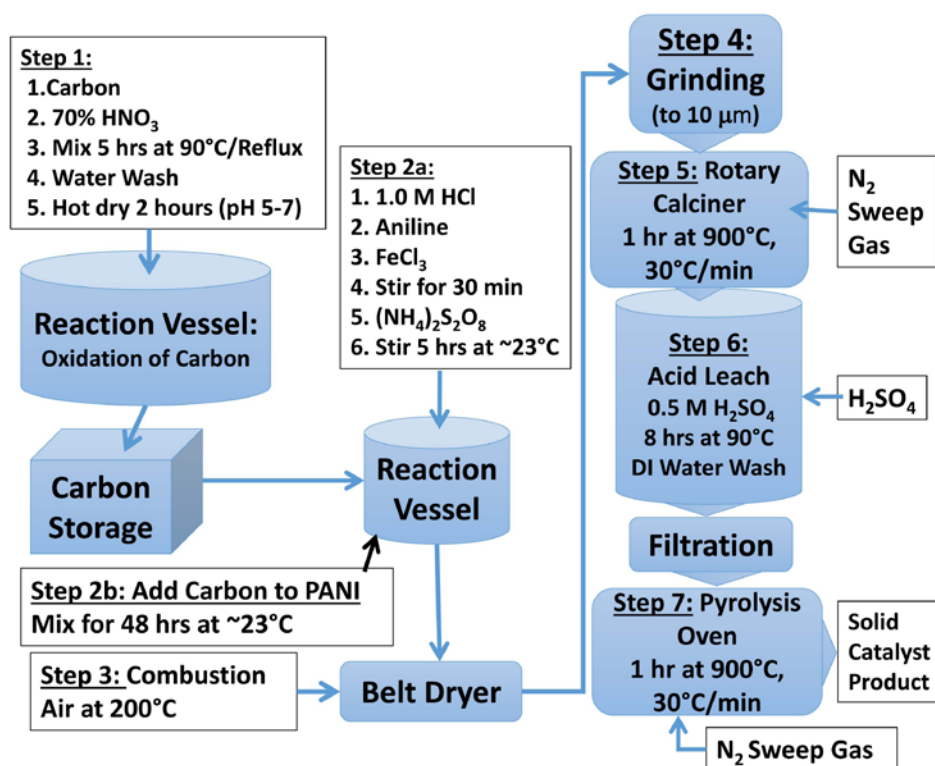 Step 1:
1.Carbon
2. 70% HNO₃
3. Mix 5 hrs at 90°C/Reflux
4. Water Wash
5. Hot dry 2 hours (pH 5-7)
Reaction Vessel:
Oxidation of Carbon
Carbon
Storage
Step 2a:
1. 1.0 M HCl
2. Aniline
3. FeCl₃
4. Stir for 30 min
5. (NH₄)₂S₂O₈
6. Stir 5 hrs at ~23°C
Reaction
Vessel
Step 2b: Add Carbon to PANI
Mix for 48 hrs at ~23°C
Step 3: Combustion
Air at 200°C
Belt Dryer
Step 4:
Grinding
(to 10 µm)
Step 5: Rotary
Calciner
1 hr at 900°C,
30°C/min
N₂
Sweep
Gas
Step 6:
Acid Leach
0.5 M H₂SO₄
8 hrs at 90°C
DI Water Wash
H₂SO₄
Filtration
Step 7: Pyrolysis
Oven
1 hr at 900°C,
30°C/min
Solid
Catalyst
Product
N₂ Sweep Gas